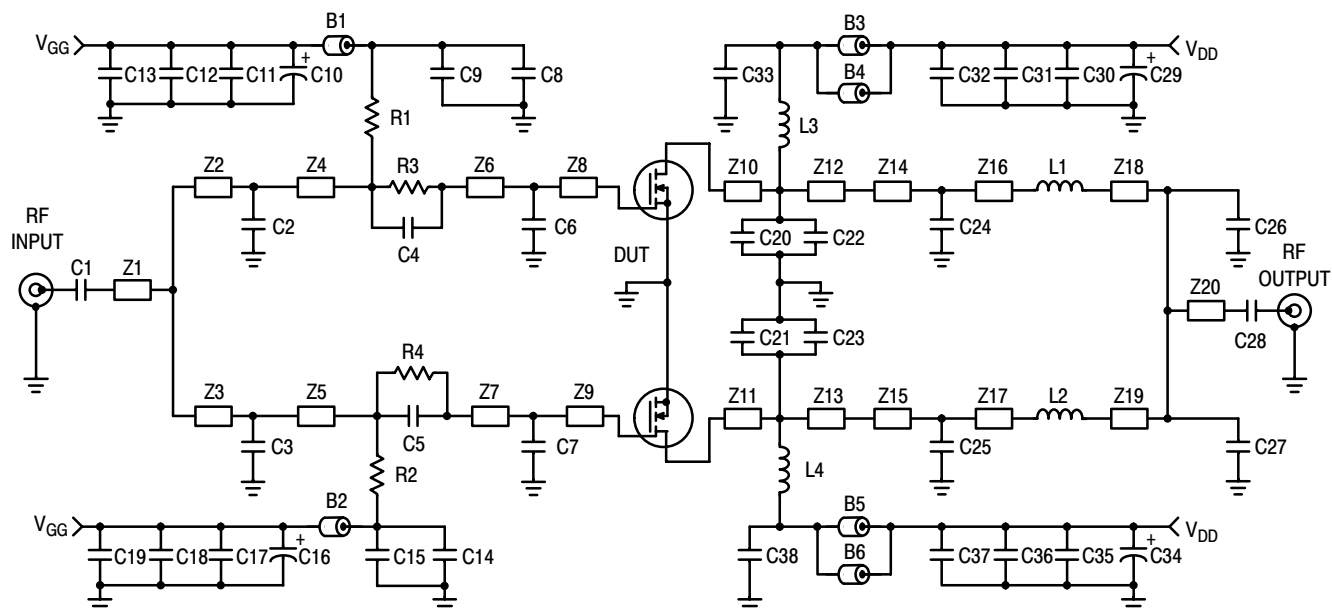 B1
B3
VGG
VDD
C13
C12
C11
+
C10
C9
C8
C33
B4
C32
C31
C30
+
C29
R1
L3
Z2
Z4
R3
Z6
Z8
Z10
Z12
Z14
Z16
L1
Z18
RF
INPUT
C2
C4
C6
DUT
C20
C22
C24
C26
RF
OUTPUT
C1
Z1
Z20
C28
C21
C23
R4
Z3
Z5
Z7
Z9
Z11
Z13
Z15
Z17
L2
Z19
C3
C5
C7
C25
C27
R2
L4
B2
B5
VGG
VDD
C19
C18
C17
+
C16
C15
C14
C38
B6
C37
C36
C35
+
C34